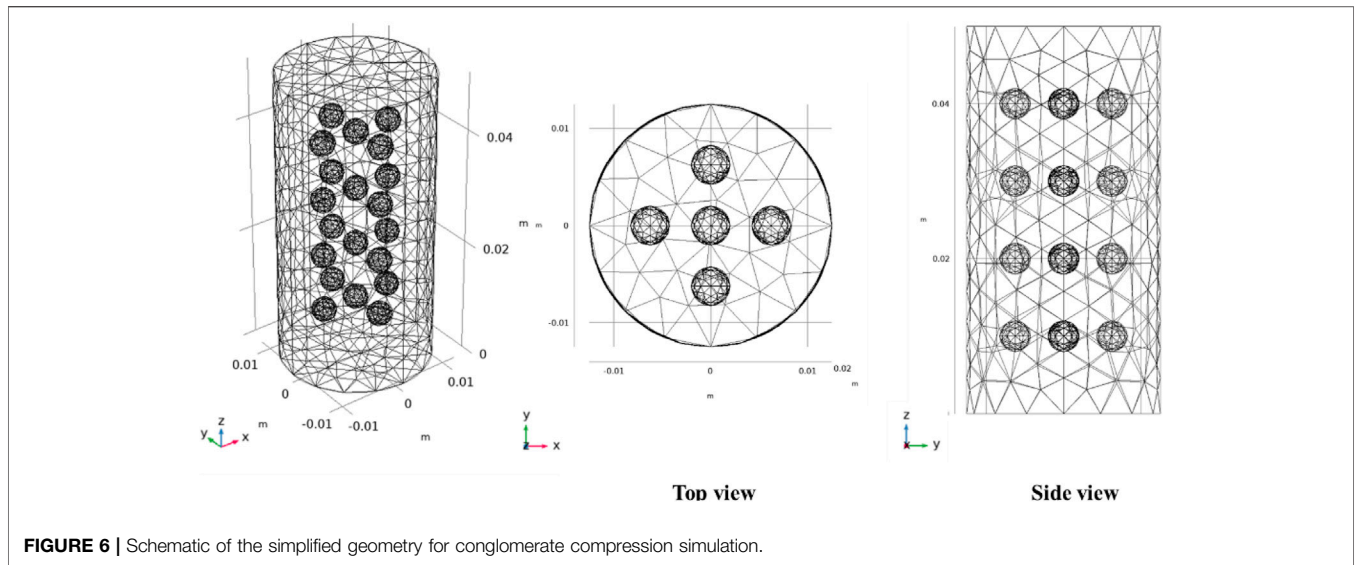 0.04
0.02
m
0
0.01
0
-0.01
m
0.01
0
-0.01
m
y
z
x
0.01
m
0
-0.01
-0.01
0
0.01
0.02
m
m
y
z
x
Top view
0.04
m
0.02
0
z
x
y
Side view
FIGURE 6 | Schematic of the simplified geometry for conglomerate compression simulation.